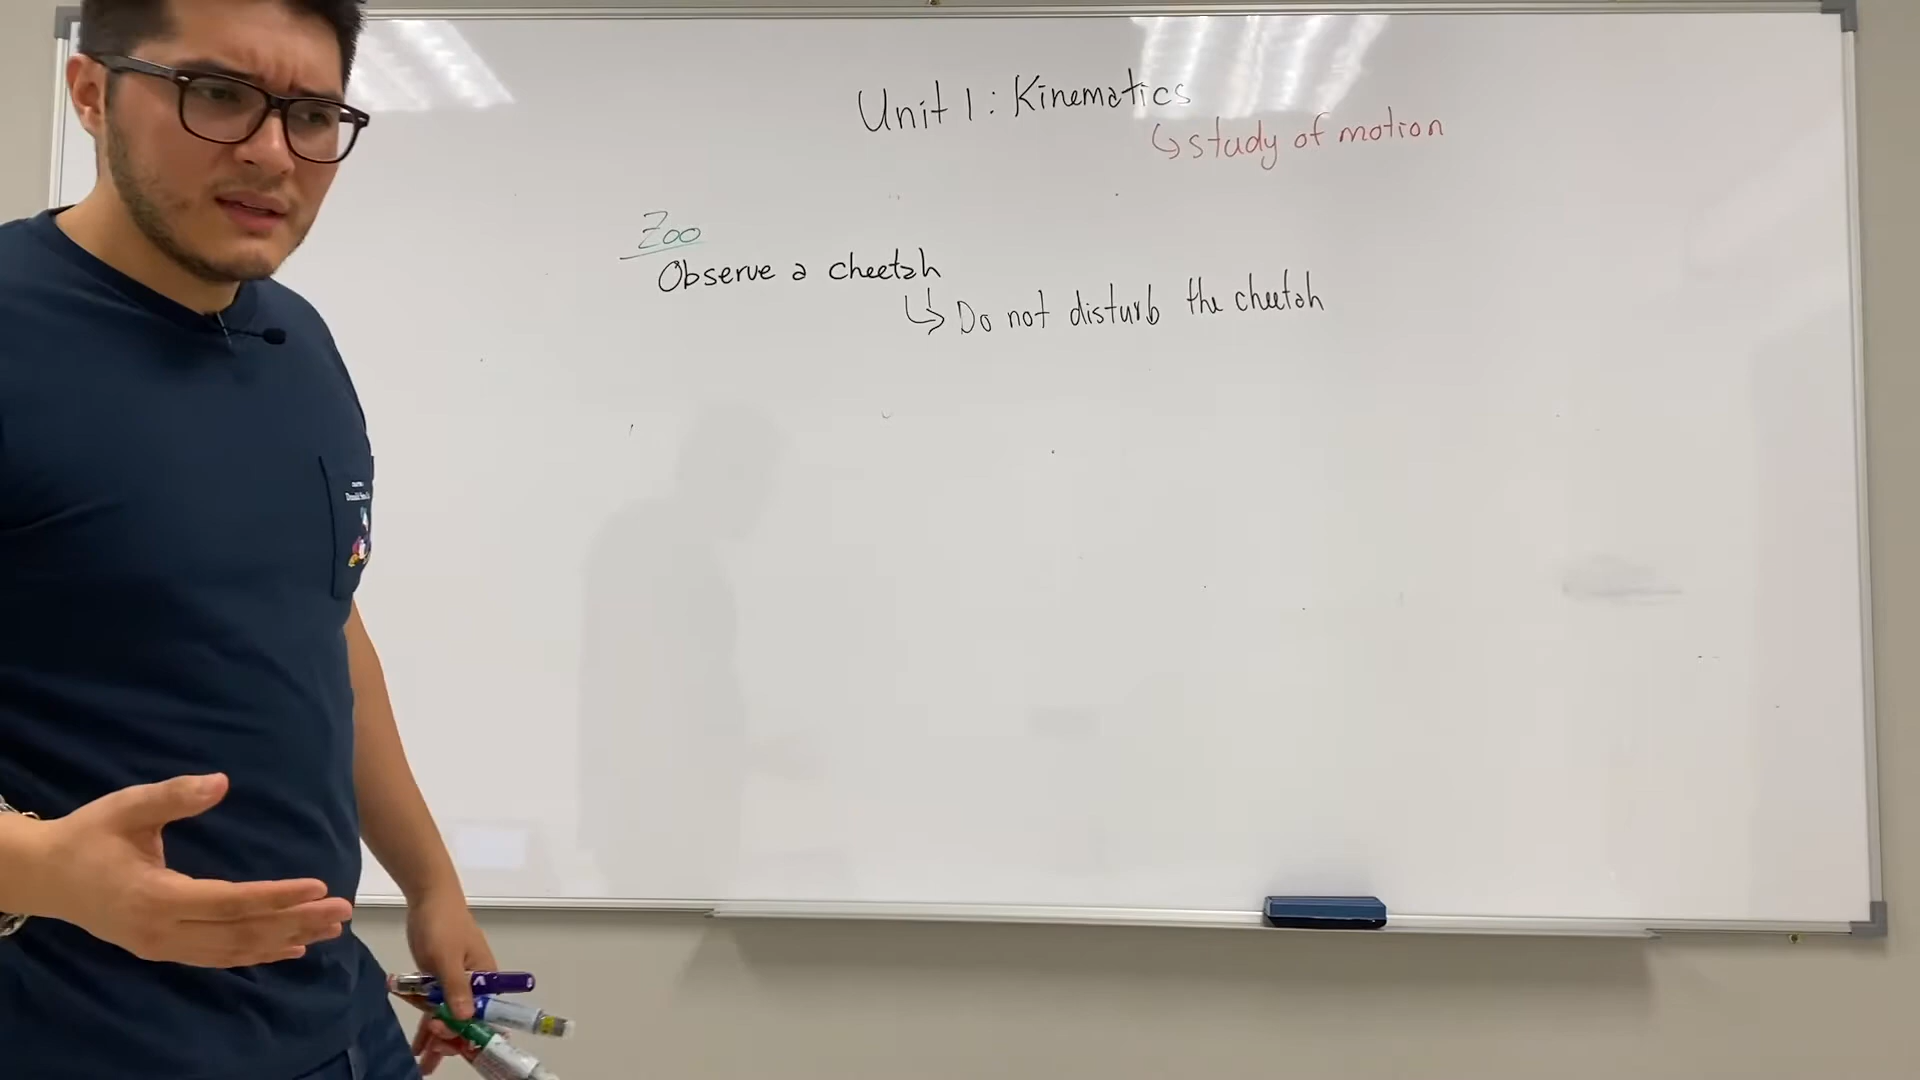 Unit 1: Kinematics
↳ study of motion
Zoo
Observe a cheetah
↳ Do not disturb the cheetah